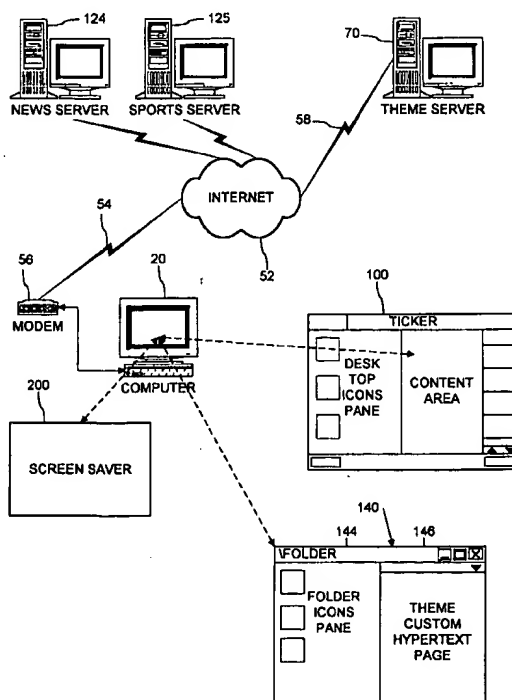 124
125
70
NEWS SERVER
SPORTS SERVER
THEME SERVER
58
INTERNET
54
52
56
20
MODEM
COMPUTER
100
TICKER
DESK
TOP
ICONS
PANE
CONTENT
AREA
200
SCREEN SAVER
144
140
146
\FOLDER
FOLDER
ICONS
PANE
THEME
CUSTOM
HYPERTEXT
PAGE